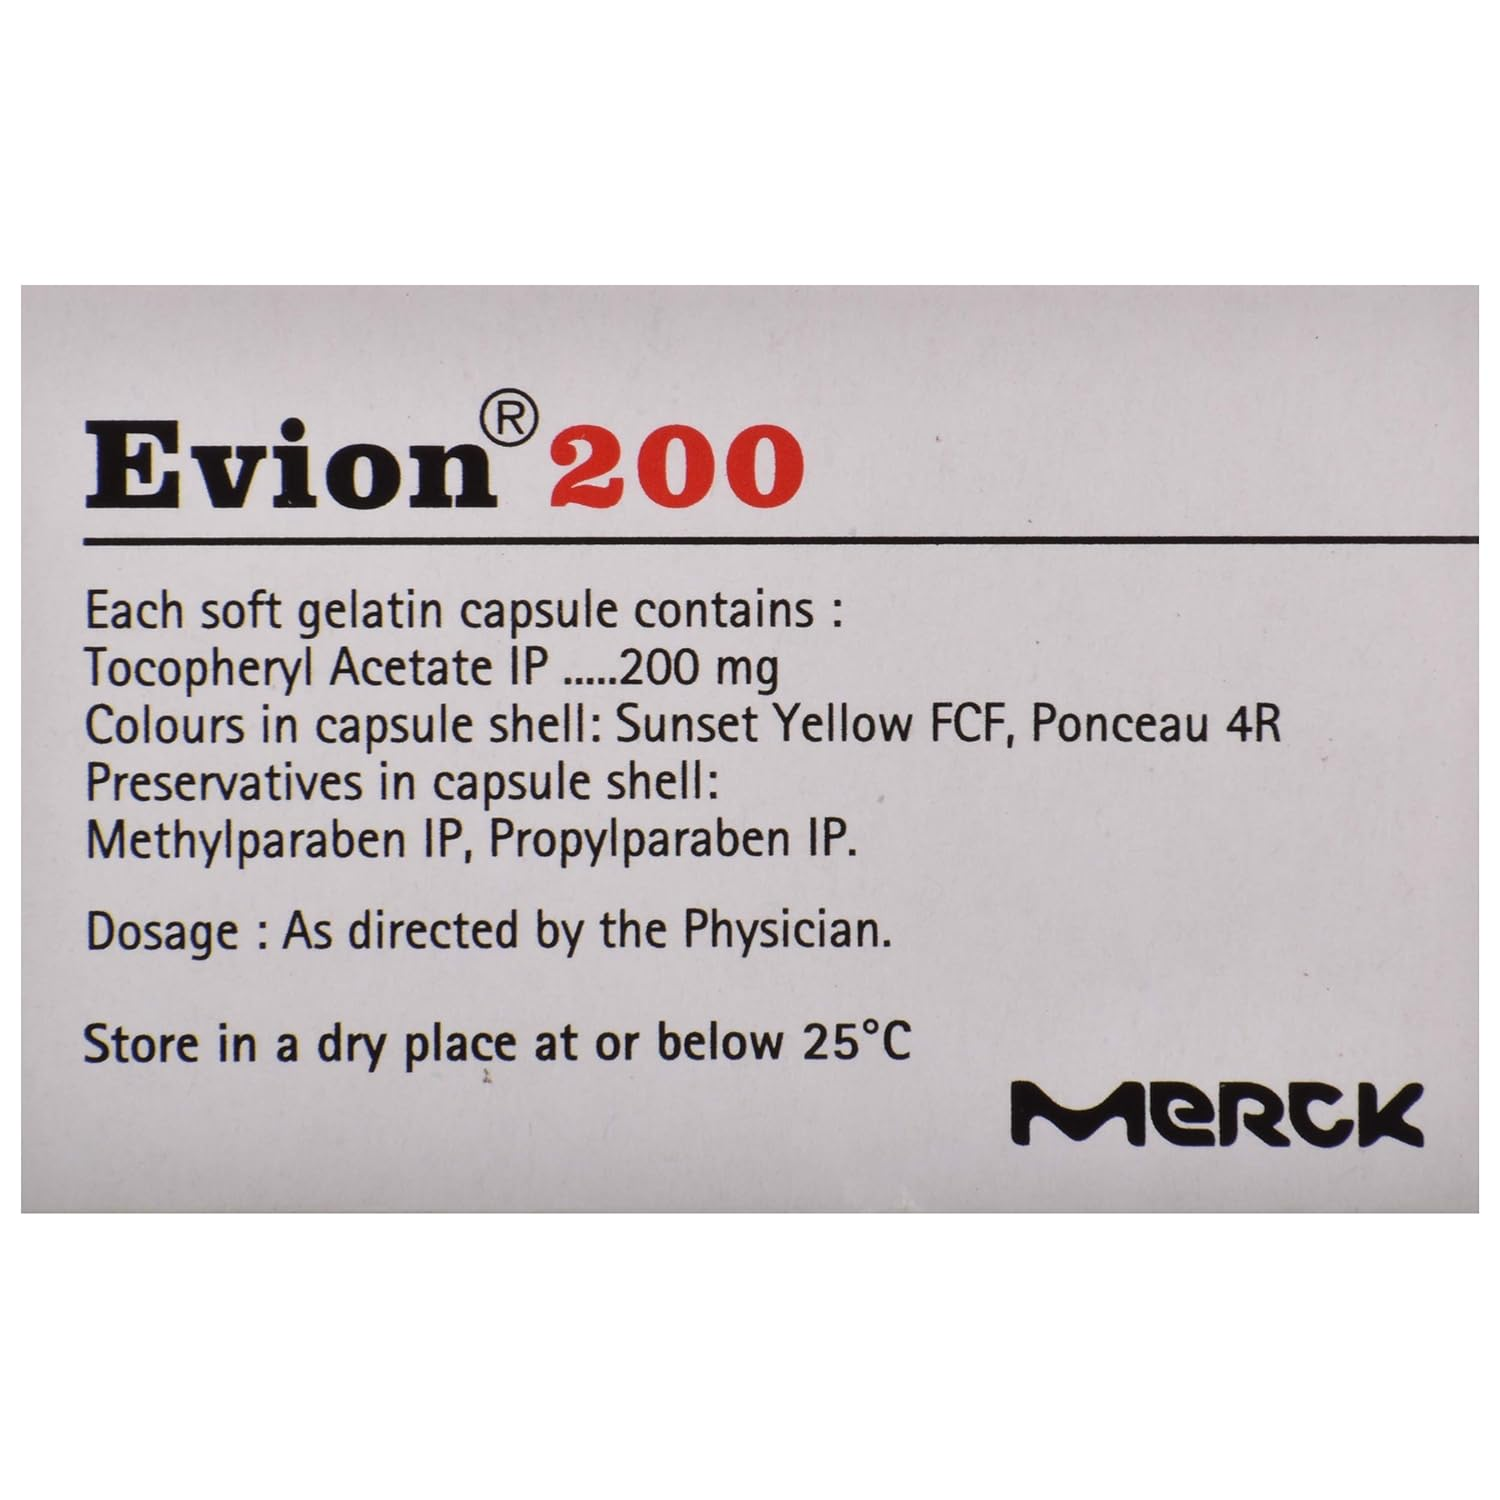 Evion® 200
Each soft gelatin capsule contains :
Tocopheryl Acetate IP .....200 mg
Colours in capsule shell: Sunset Yellow FCF, Ponceau 4R
Preservatives in capsule shell:
Methylparaben IP, Propylparaben IP.
Dosage : As directed by the Physician.
Store in a dry place at or below 25°C
MERCK